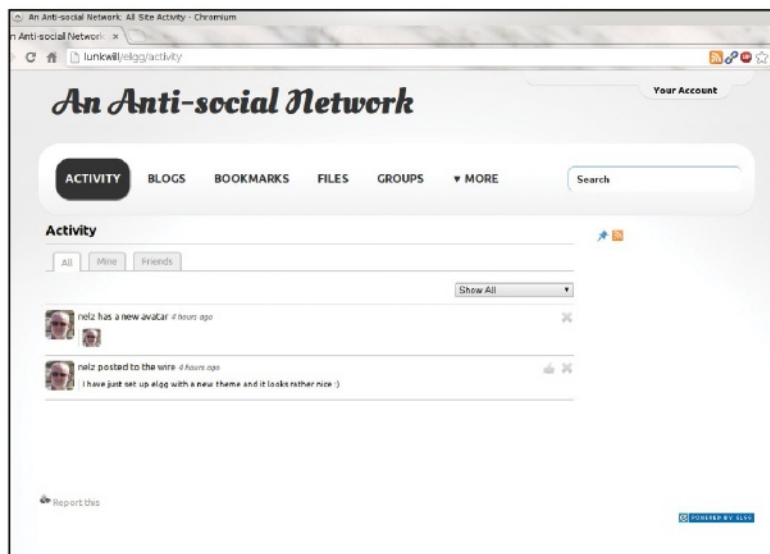 An Anti-social Network: All Site Activity - Chromium
n Anti-social Network ×
lunkwill/elgg/activity
An Anti-social Network
Your Account
ACTIVITY BLOGS BOOKMARKS FILES GROUPS ▾ MORE
Search
Activity
All Mine Friends
Show All
nelz has a new avatar 4 hours ago
nelz posted to the wire 4 hours ago
I have just set up elgg with a new theme and it looks rather nice :)
Report this
POWERED BY ELGG